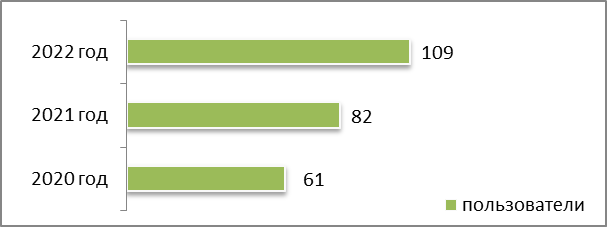 2022 год 109
2021 год 82
2020 год 61
пользователи